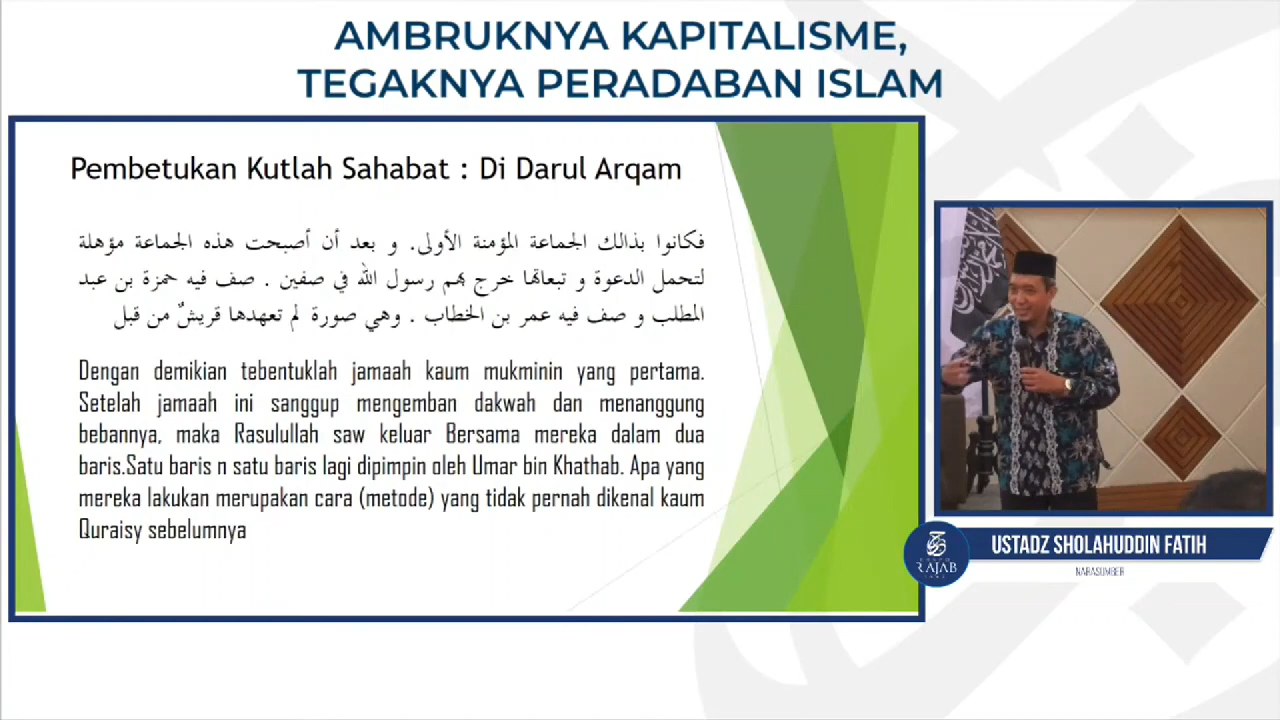 AMBRUKNYA KAPITALISME,
TEGAKNYA PERADABAN ISLAM
Pembetukan Kutlah Sahabat : Di Darul Arqam
فكانوا بذالك الجماعة المؤمنة الأولى. و بعد أن أصبحت هذه الجماعة مؤهلة
لتحمل الدعوة و تبعاتها خرج بهم رسول الله في صفين . صف فيه حمزة بن عبد
المطلب و صف فيه عمر بن الخطاب . وهي صورة لم تعهدها قريشٌ من قبل
Dengan demikian tebentuklah jamaah kaum mukminin yang pertama.
Setelah jamaah ini sanggup mengemban dakwah dan menanggung
bebannya, maka Rasulullah saw keluar Bersama mereka dalam dua
baris.Satu baris n satu baris lagi dipimpin oleh Umar bin Khathab. Apa yang
mereka lakukan merupakan cara (metode) yang tidak pernah dikenal kaum
Quraisy sebelumnya
RAJAB
USTADZ SHOLAHUDDIN FATIH
NARASUMBER